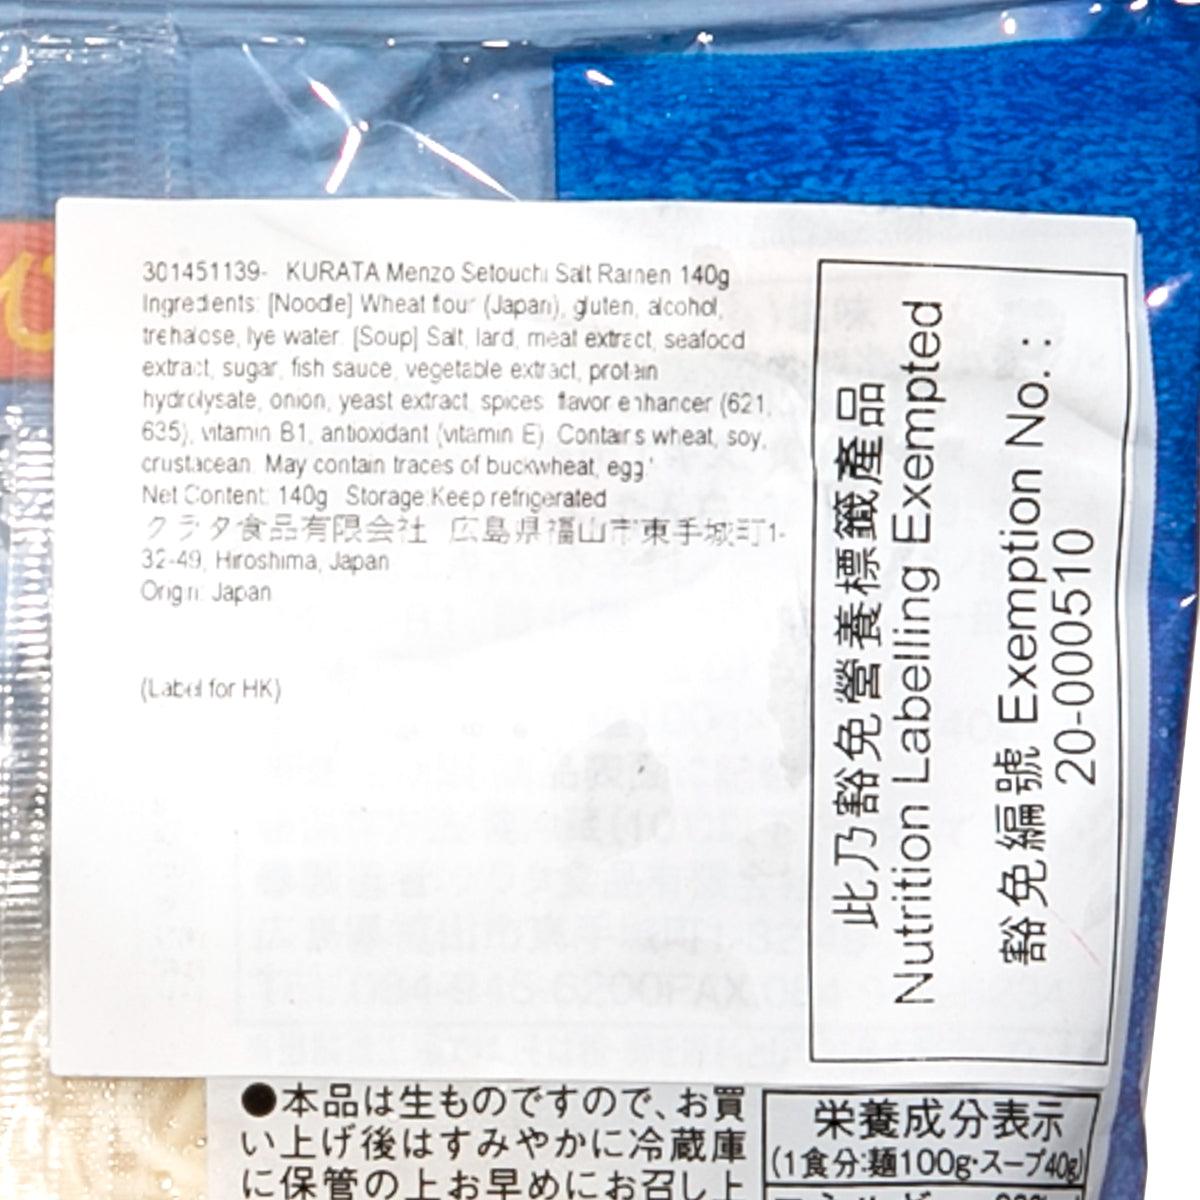 301451139- KURATA Menzo Setouchi Salt Ramen 140g
Ingredients: [Noodle] Wheat flour (Japan), gluten, alcohol,
trehalose, lye water. [Soup] Salt, lard, meat extract, seafood
extract, sugar, fish sauce, vegetable extract, protein
hydrolysate, onion, yeast extract, spices, flavor enhancer (621,
635), vitamin B1, antioxidant (vitamin E). Contains wheat, soy,
crustacean. May contain traces of buckwheat, egg.'
Net Content: 140g Storage:Keep refrigerated
クラタ食品有限会社 広島県福山市東手城町1-
32-49, Hiroshima, Japan
Origin: Japan
(Label for HK)
此乃豁免營養標籤產品
Nutrition Labelling Exempted
豁免編號 Exemption No.:
20-000510
●本品は生ものですので、お買
い上げ後はすみやかに冷蔵庫
に保管の上お早めにお召し上
栄養成分表示
(1食分:麺100g・スープ40g)